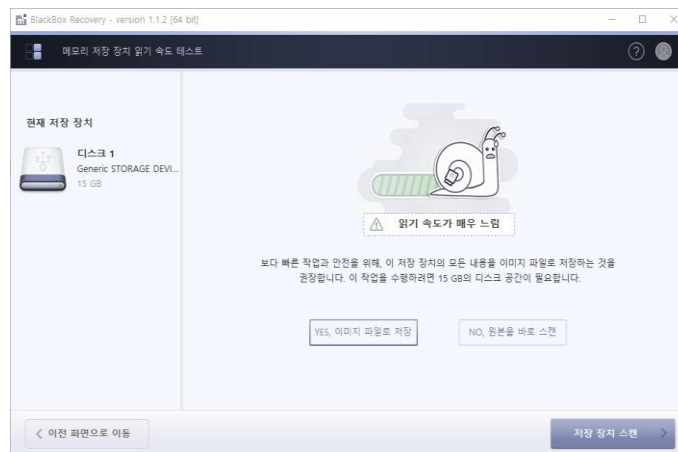 BlackBox Recovery - version 1.1.2 [64 bit]
메모리 저장 장치 읽기 속도 테스트
현재 저장 장치
디스크 1
Generic STORAGE DEVI...
15 GB
읽기 속도가 매우 느림
보다 빠른 작업과 안전을 위해, 이 저장 장치의 모든 내용을 이미지 파일로 저장하는 것을
권장합니다. 이 작업을 수행하려면 15 GB의 디스크 공간이 필요합니다.
YES, 이미지 파일로 저장
NO, 원본을 바로 스캔
이전 화면으로 이동
저장 장치 스캔